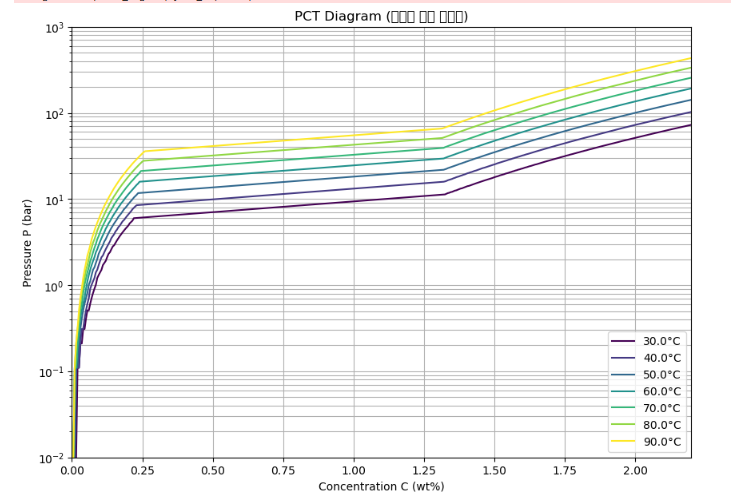 PCT Diagram (□□□ □□ □□□)
10³
10²
10¹
10⁰
10⁻¹
10⁻²
Pressure P (bar)
30.0°C
40.0°C
50.0°C
60.0°C
70.0°C
80.0°C
90.0°C
0.00 0.25 0.50 0.75 1.00 1.25 1.50 1.75 2.00
Concentration C (wt%)